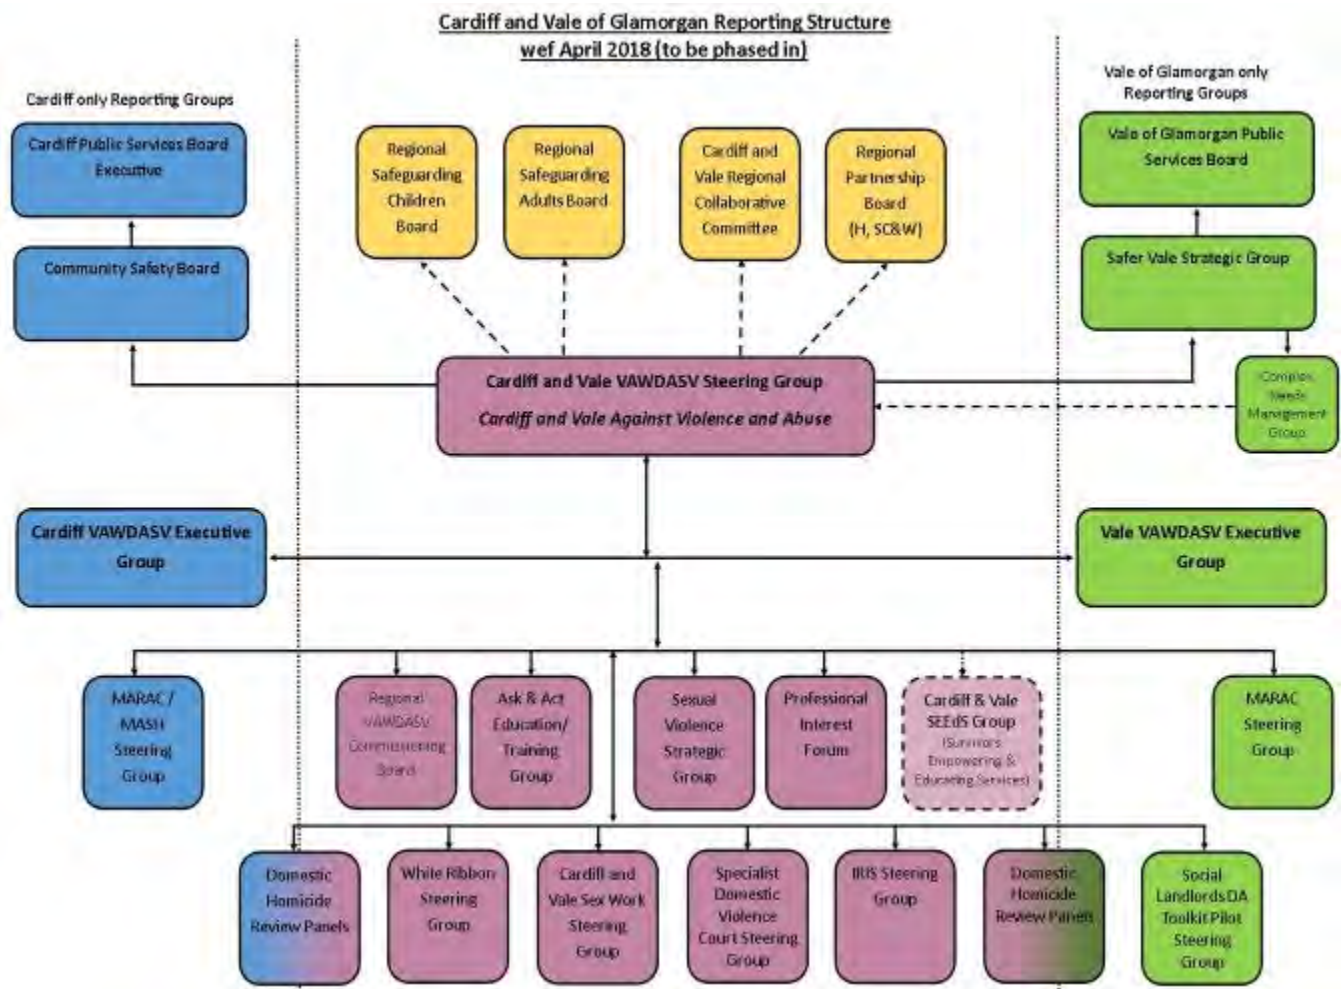 Cardiff and Vale of Glamorgan Reporting Structure
wef April 2018 (to be phased in)
Cardiff only Reporting Groups
Vale of Glamorgan only
Reporting Groups
Cardiff Public Services Board
Executive
Regional
Safeguarding
Children
Board
Regional
Safeguarding
Adults Board
Cardiff and
Vale Regional
Collaborative
Committee
Regional
Partnership
Board
(H, SC&W)
Vale of Glamorgan Public
Services Board
Community Safety Board
Safer Vale Strategic Group
Cardiff and Vale VAWDASV Steering Group
Cardiff and Vale Against Violence and Abuse
Complex
Needs
Management
Group
Cardiff VAWDASV Executive
Group
Vale VAWDASV Executive
Group
MARAC /
MASH
Steering
Group
Regional
VAWDASV
Commissioning
Board
Ask & Act
Education/
Training
Group
Sexual
Violence
Strategic
Group
Professional
Interest
Forum
Cardiff & Vale
SEEdS Group
(Survivors
Empowering &
Educating Services)
MARAC
Steering
Group
Domestic
Homicide
Review Panels
White Ribbon
Steering
Group
Cardiff and
Vale Sex Work
Steering
Group
Specialist
Domestic
Violence
Court Steering
Group
IRIS Steering
Group
Domestic
Homicide
Review Panels
Social
Landlords DA
Toolkit Pilot
Steering
Group